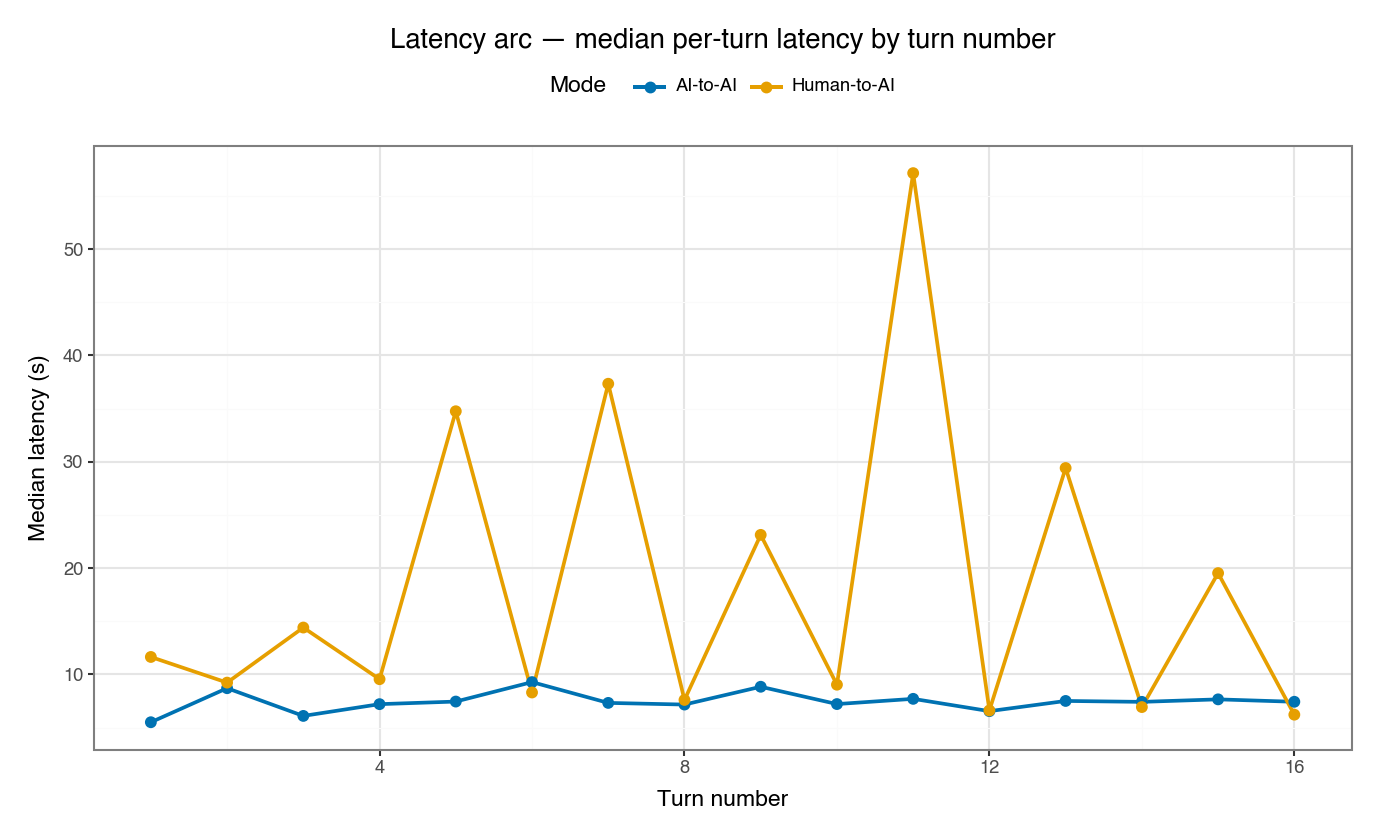 Latency arc — median per-turn latency by turn number
Mode AI-to-AI Human-to-AI
50
40
30
20
10
Median latency (s)
4 8 12 16
Turn number